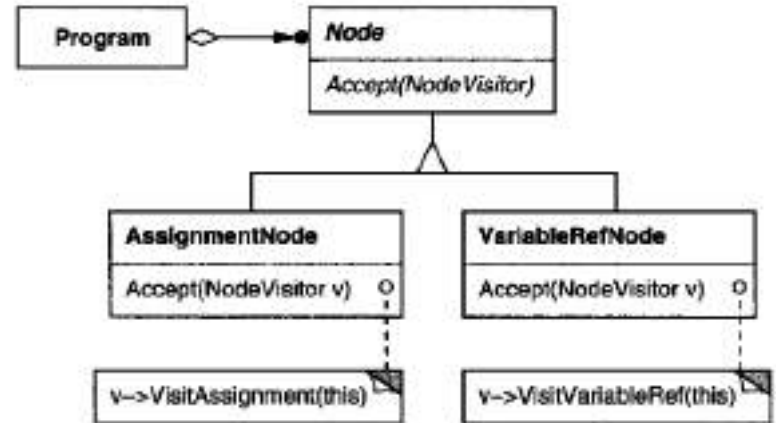 Program
Node
Accept(NodeVisitor)
AssignmentNode
Accept(NodeVisitor v)
VariableRefNode
Accept(NodeVisitor v)
v–>VisitAssignment(this)
v–>VisitVariableRef(this)